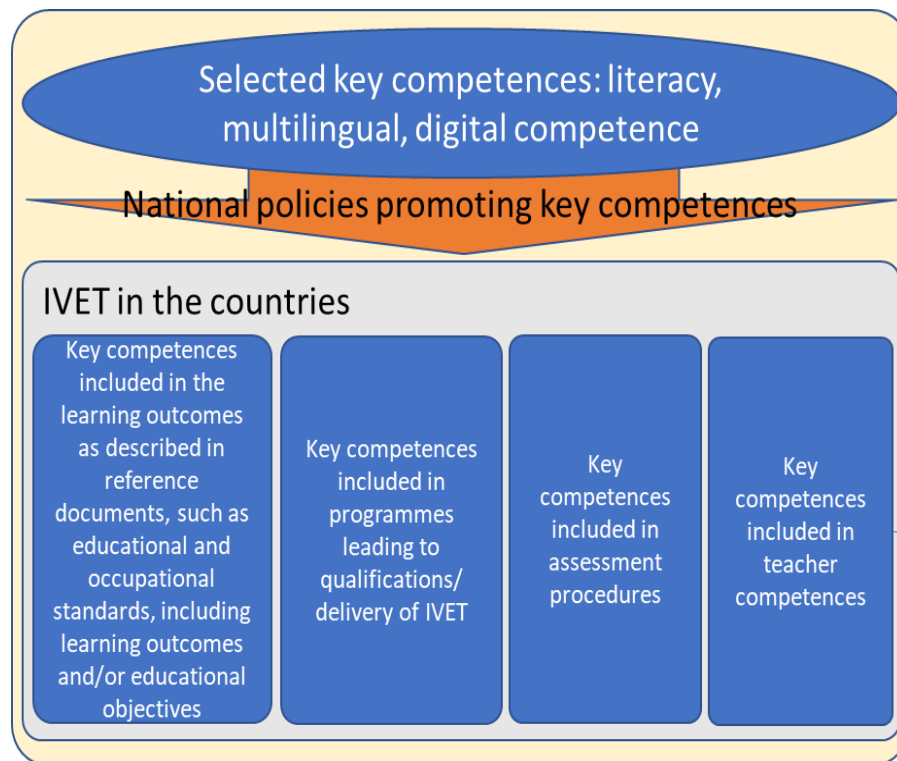 Selected key competences: literacy,
multilingual, digital competence
National policies promoting key competences
IVET in the countries
Key competences
included in the
learning outcomes
as described in
reference
documents, such as
educational and
occupational
standards, including
learning outcomes
and/or educational
objectives
Key competences
included in
programmes
leading to
qualifications/
delivery of IVET
Key
competences
included in
assessment
procedures
Key
competences
included in
teacher
competences